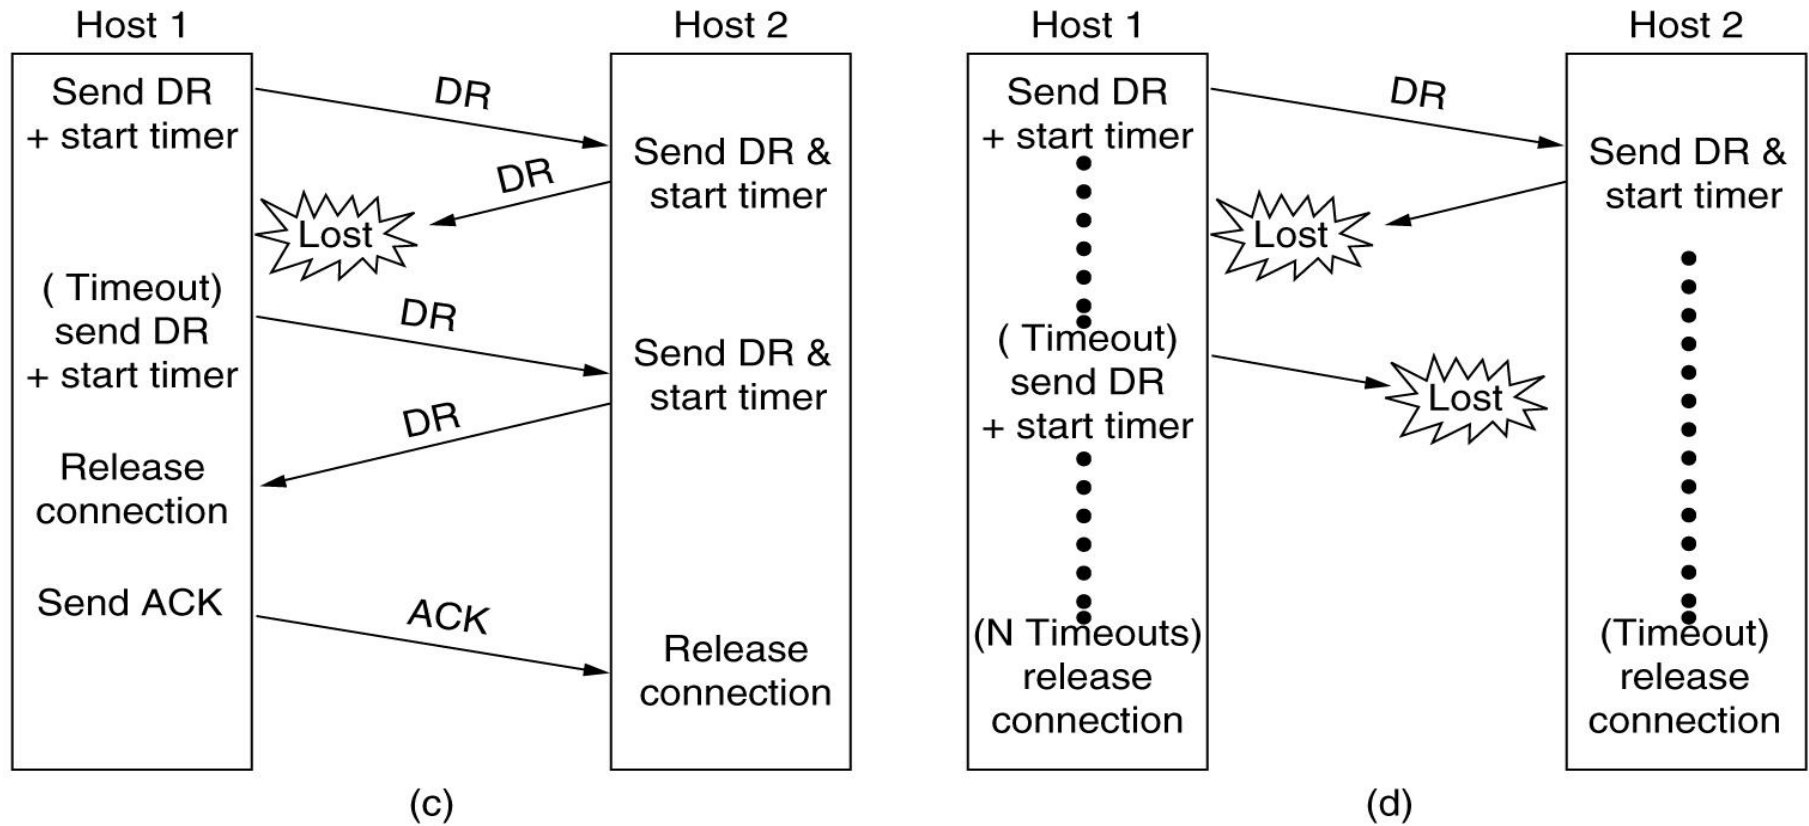 Host 1
Host 2
Send DR
+ start timer
DR
Send DR &
start timer
DR
Lost
( Timeout)
send DR
+ start timer
DR
Send DR &
start timer
DR
Release
connection
Send ACK
ACK
Release
connection
(c)
Host 1
Host 2
Send DR
+ start timer
DR
Send DR &
start timer
Lost
( Timeout)
send DR
+ start timer
Lost
(N Timeouts)
release
connection
(Timeout)
release
connection
(d)